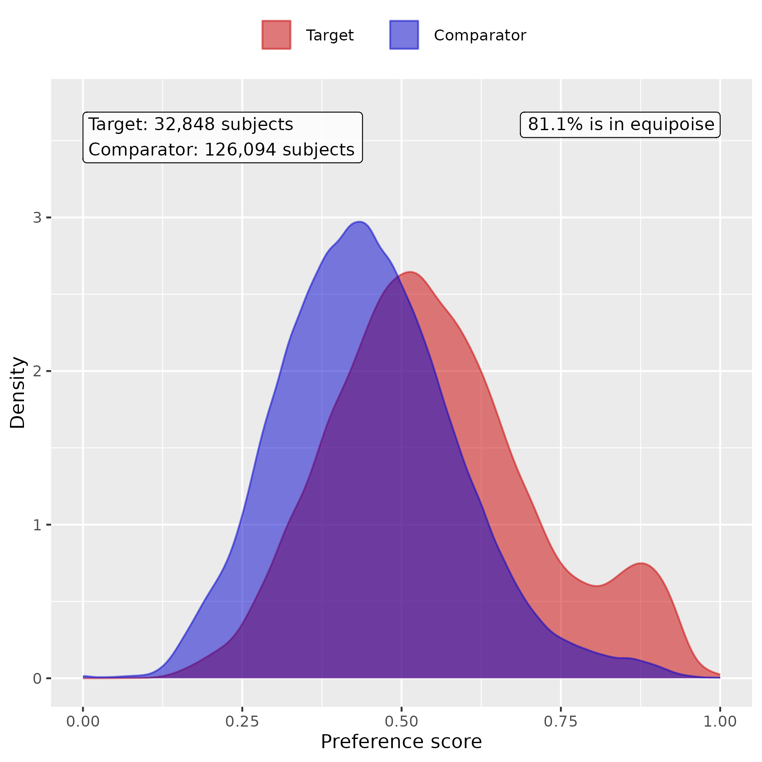 Target Comparator
Target: 32,848 subjects
Comparator: 126,094 subjects
81.1% is in equipoise
3
2
1
0
Density
0.00 0.25 0.50 0.75 1.00
Preference score